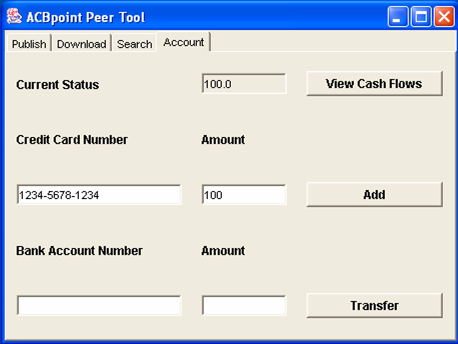 ACBpoint Peer Tool
Publish Download Search Account
Current Status 100.0 View Cash Flows
Credit Card Number Amount
1234-5678-1234 100 Add
Bank Account Number Amount
Transfer